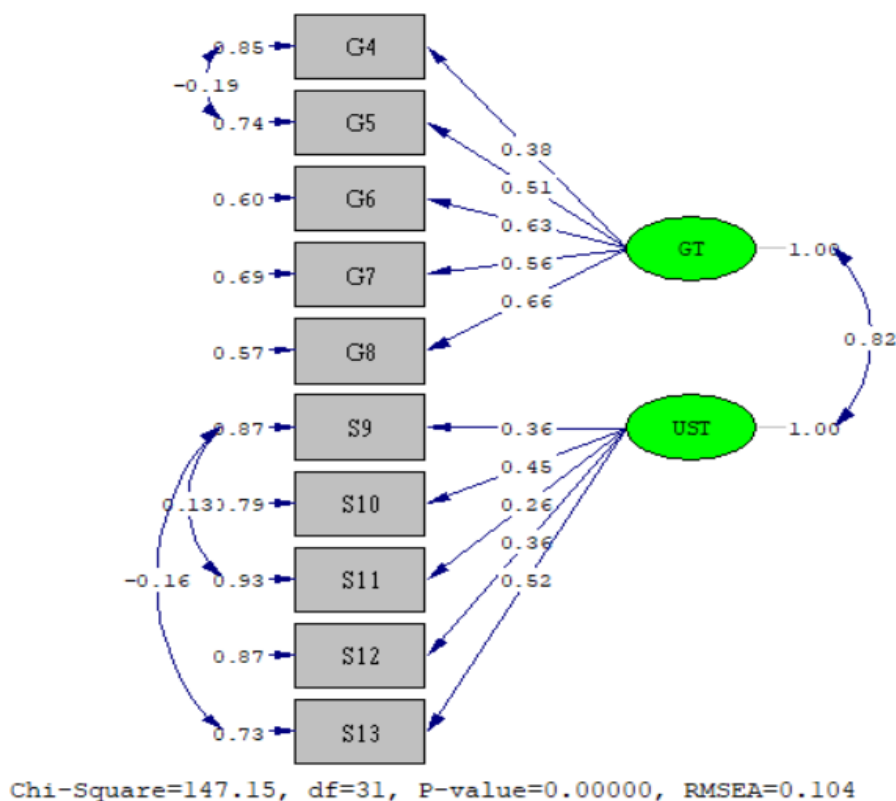 0.85 G4
-0.19
0.74 G5
0.38
0.51
0.60 G6
0.63
GT 1.00
0.69 G7
0.56
0.66
0.57 G8
0.82
0.87 S9 0.36 UST 1.00
0.45
0.13 0.79 S10 0.26
0.36
-0.16 0.93 S11 0.52
0.87 S12
0.73 S13
Chi-Square=147.15, df=31, P-value=0.00000, RMSEA=0.104